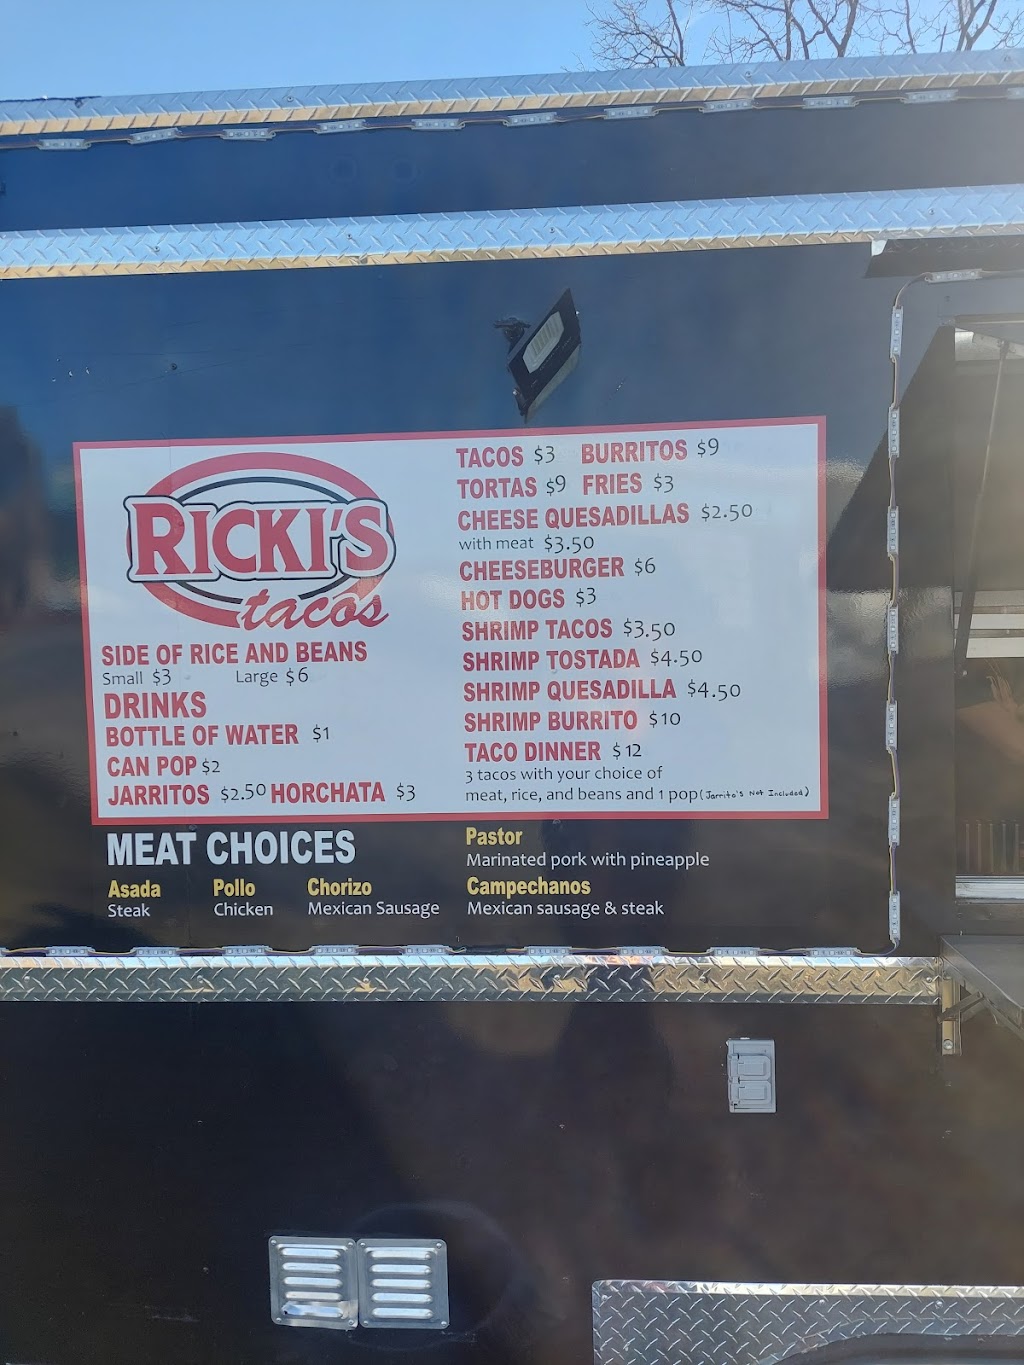 RICKI'S
tacos
SIDE OF RICE AND BEANS
Small $3 Large $6
DRINKS
BOTTLE OF WATER $1
CAN POP $2
JARRITOS $2.50 HORCHATA $3
TACOS $3 BURRITOS $9
TORTAS $9 FRIES $3
CHEESE QUESADILLAS $2.50
with meat $3.50
CHEESEBURGER $6
HOT DOGS $3
SHRIMP TACOS $3.50
SHRIMP TOSTADA $4.50
SHRIMP QUESADILLA $4.50
SHRIMP BURRITO $10
TACO DINNER $12
3 tacos with your choice of
meat, rice, and beans and 1 pop (Jarrito's Not Included)
MEAT CHOICES
Asada Pollo Chorizo
Steak Chicken Mexican Sausage
Pastor
Marinated pork with pineapple
Campechanos
Mexican sausage & steak